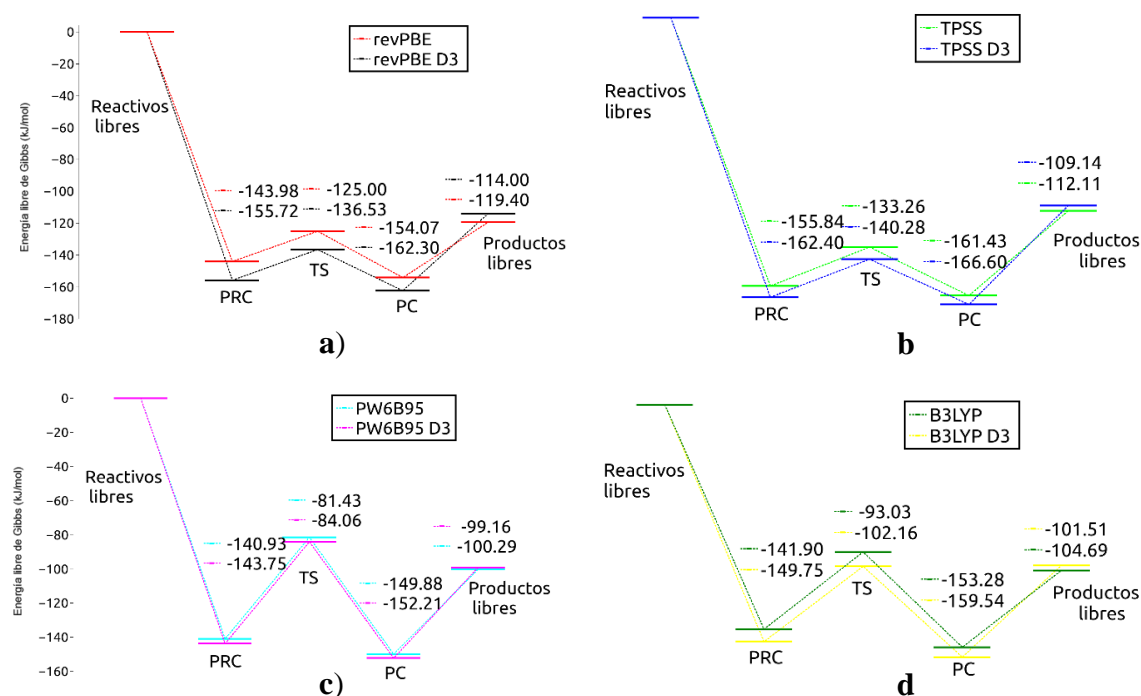 revPBE
revPBE D3
Energía libre de Gibbs (kJ/mol)
0
-20
-40
-60
-80
-100
-120
-140
-160
-180
Reactivos
libres
-143.98
-155.72
-125.00
-136.53
-154.07
-162.30
-114.00
-119.40
Productos
libres
PRC
TS
PC
a)
TPSS
TPSS D3
Reactivos
libres
-155.84
-162.40
-133.26
-140.28
-161.43
-166.60
-109.14
-112.11
Productos
libres
PRC
TS
PC
b
PW6B95
PW6B95 D3
Energía libre de Gibbs (kJ/mol)
0
-20
-40
-60
-80
-100
-120
-140
-160
Reactivos
libres
-140.93
-143.75
-81.43
-84.06
-149.88
-152.21
-99.16
-100.29
Productos
libres
PRC
TS
PC
c)
B3LYP
B3LYP D3
Reactivos
libres
-141.90
-149.75
-93.03
-102.16
-153.28
-159.54
-101.51
-104.69
Productos
libres
PRC
TS
PC
d